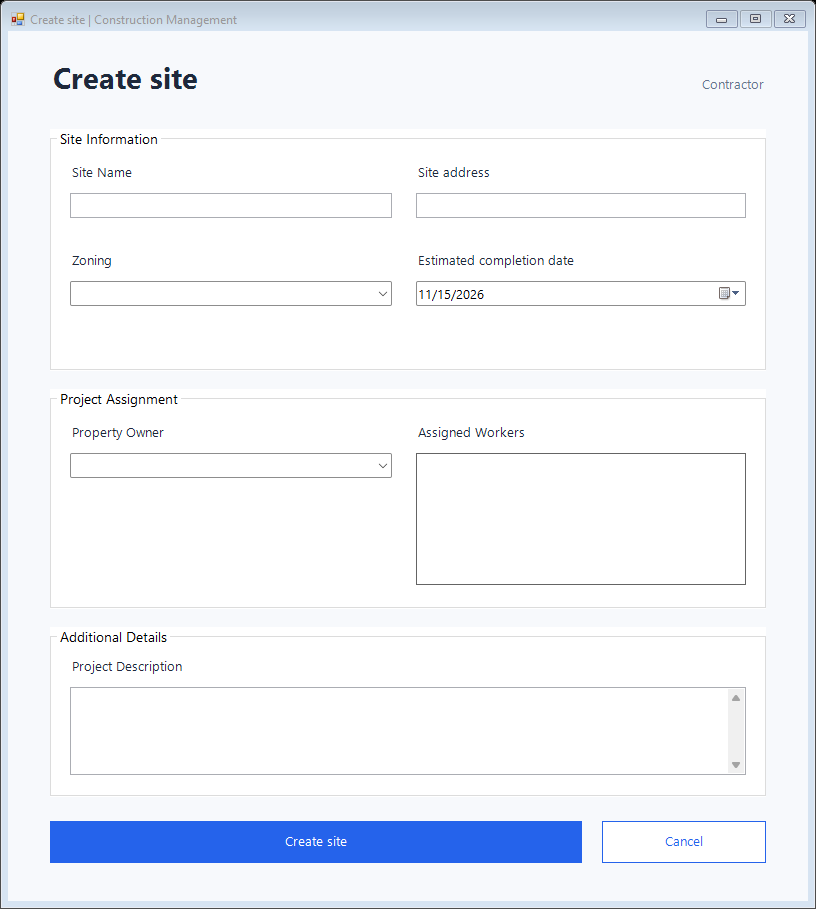 Create site | Construction Management
Create site
Contractor
Site Information
Site Name
Site address
Zoning
Estimated completion date
11/15/2026
Project Assignment
Property Owner
Assigned Workers
Additional Details
Project Description
Create site
Cancel